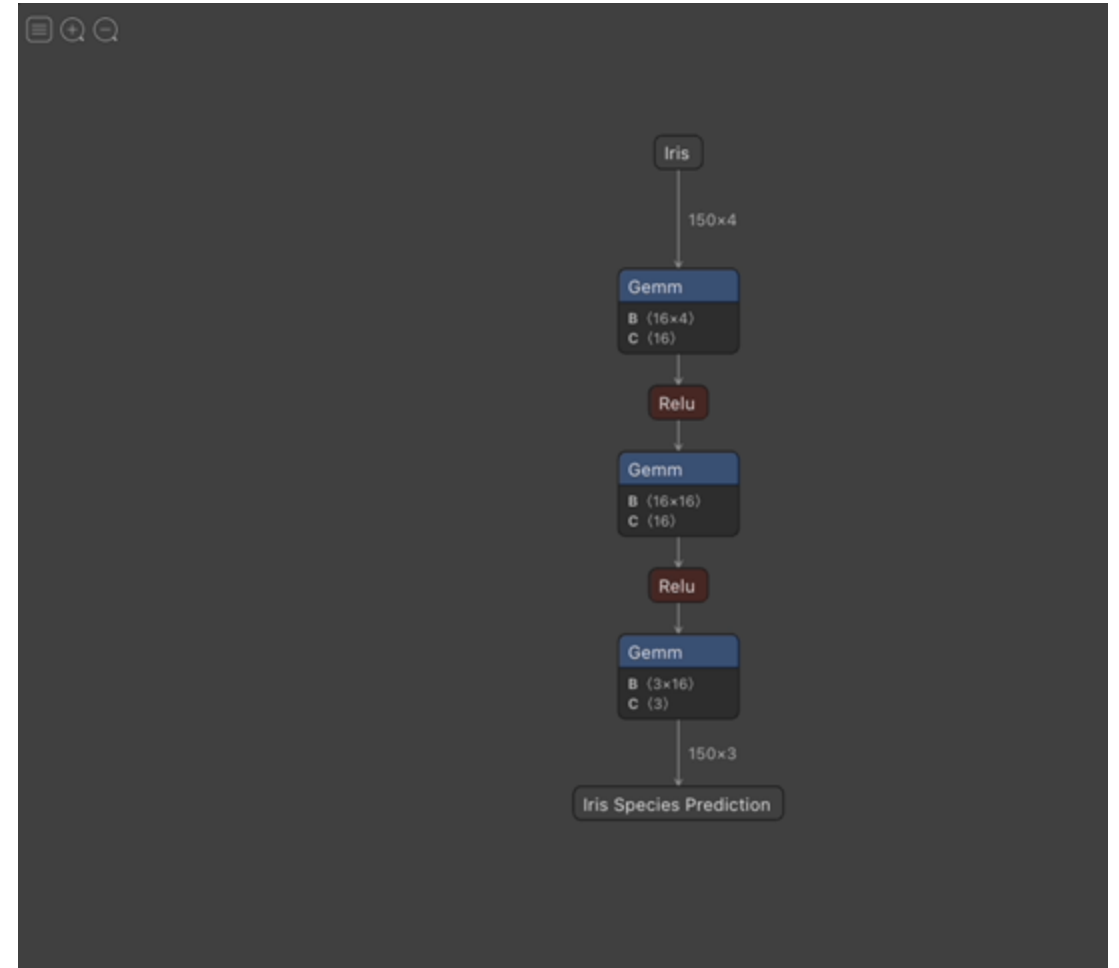 Iris
150×4
Gemm
B ⟨16×4⟩
C ⟨16⟩
Relu
Gemm
B ⟨16×16⟩
C ⟨16⟩
Relu
Gemm
B ⟨3×16⟩
C ⟨3⟩
150×3
Iris Species Prediction